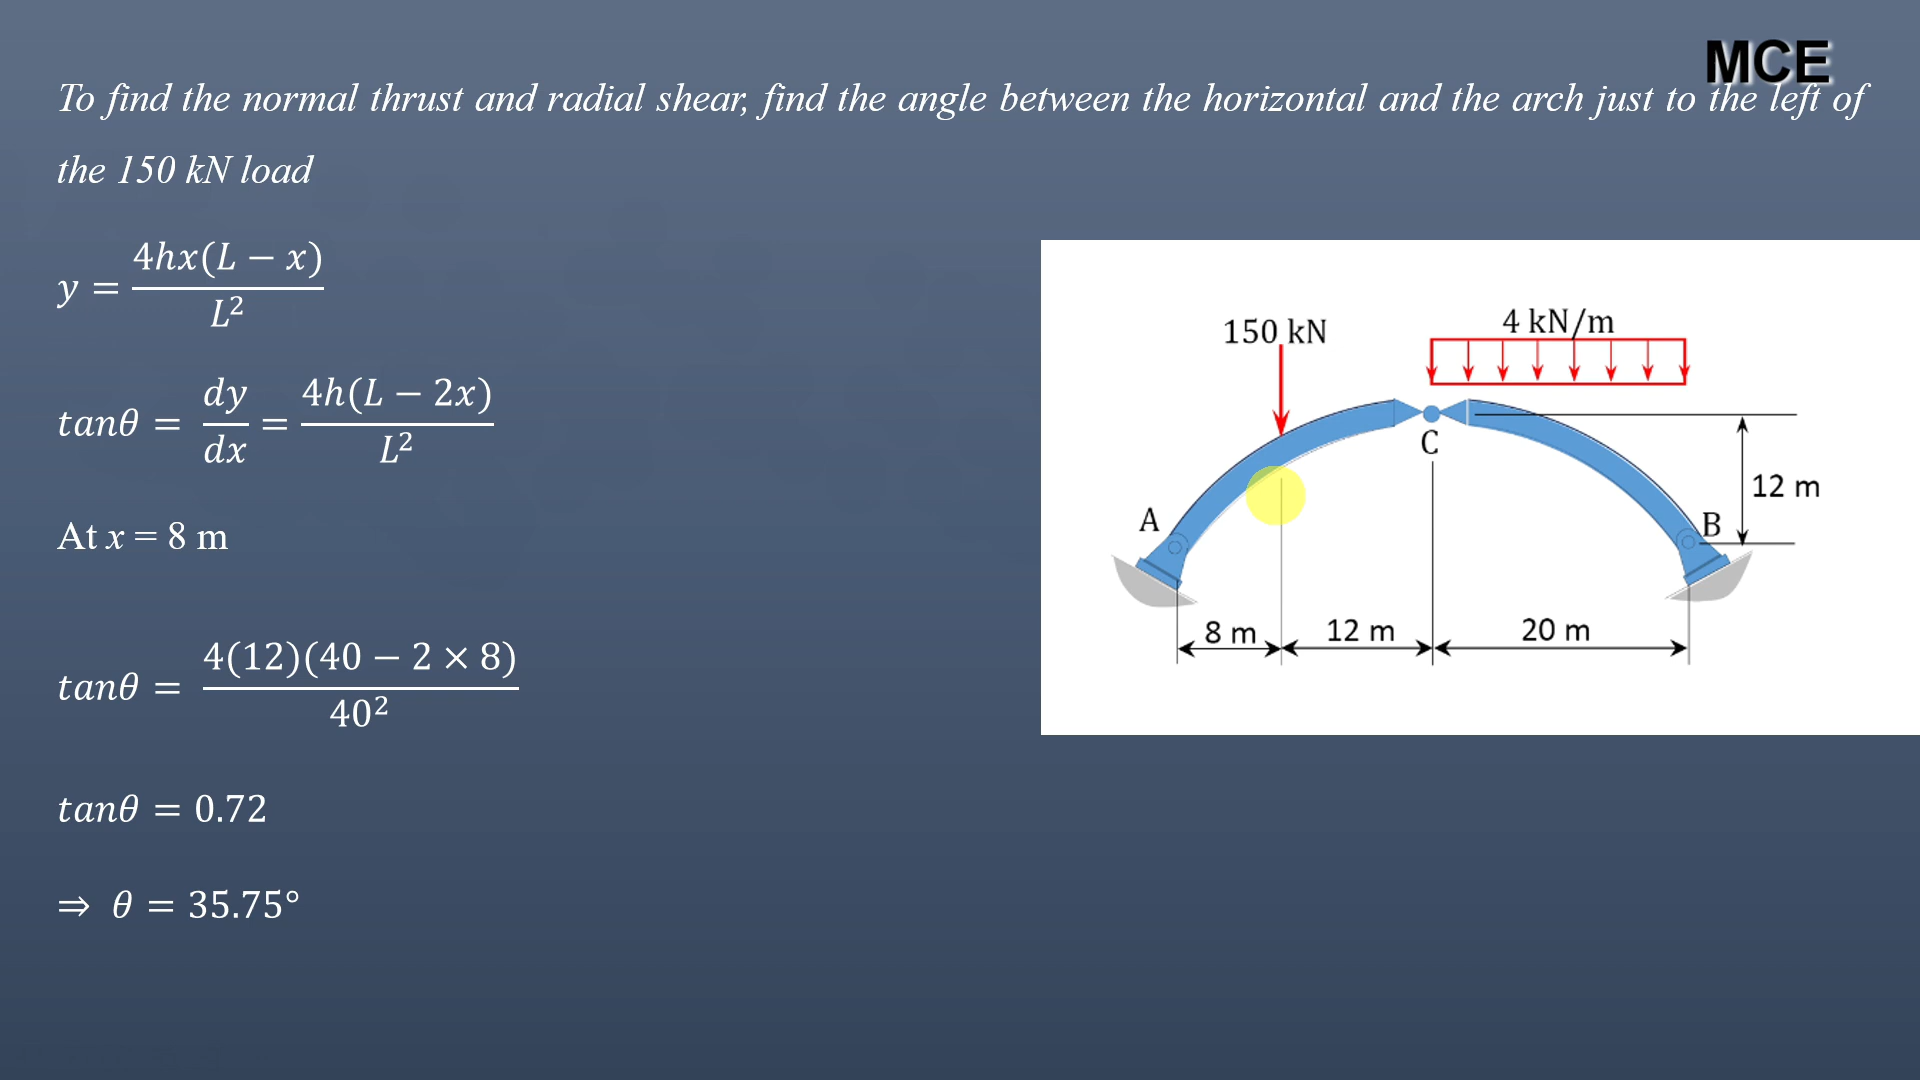 MCE
To find the normal thrust and radial shear, find the angle between the horizontal and the arch just to the left of
the 150 kN load
y = 4hx(L − x) / L²
tanθ = dy/dx = 4h(L − 2x) / L²
At x = 8 m
tanθ = 4(12)(40 − 2 × 8) / 40²
tanθ = 0.72
⇒ θ = 35.75°
150 kN
4 kN/m
C
12 m
A
B
8 m
12 m
20 m